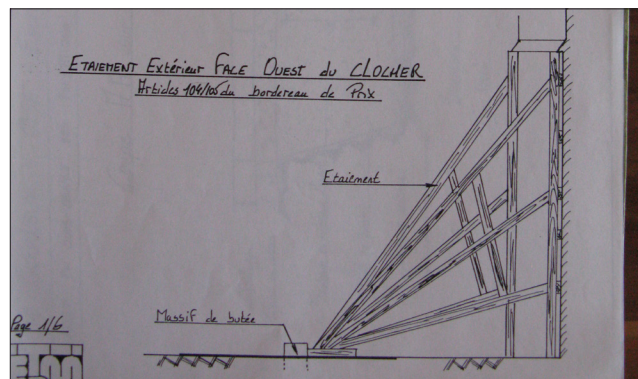 ETAIEMENT Extérieur FACE OUEST du CLOCHER
Articles 104/105 du bordereau de Prix
Etaiement
Massif de butée
Page 1/6